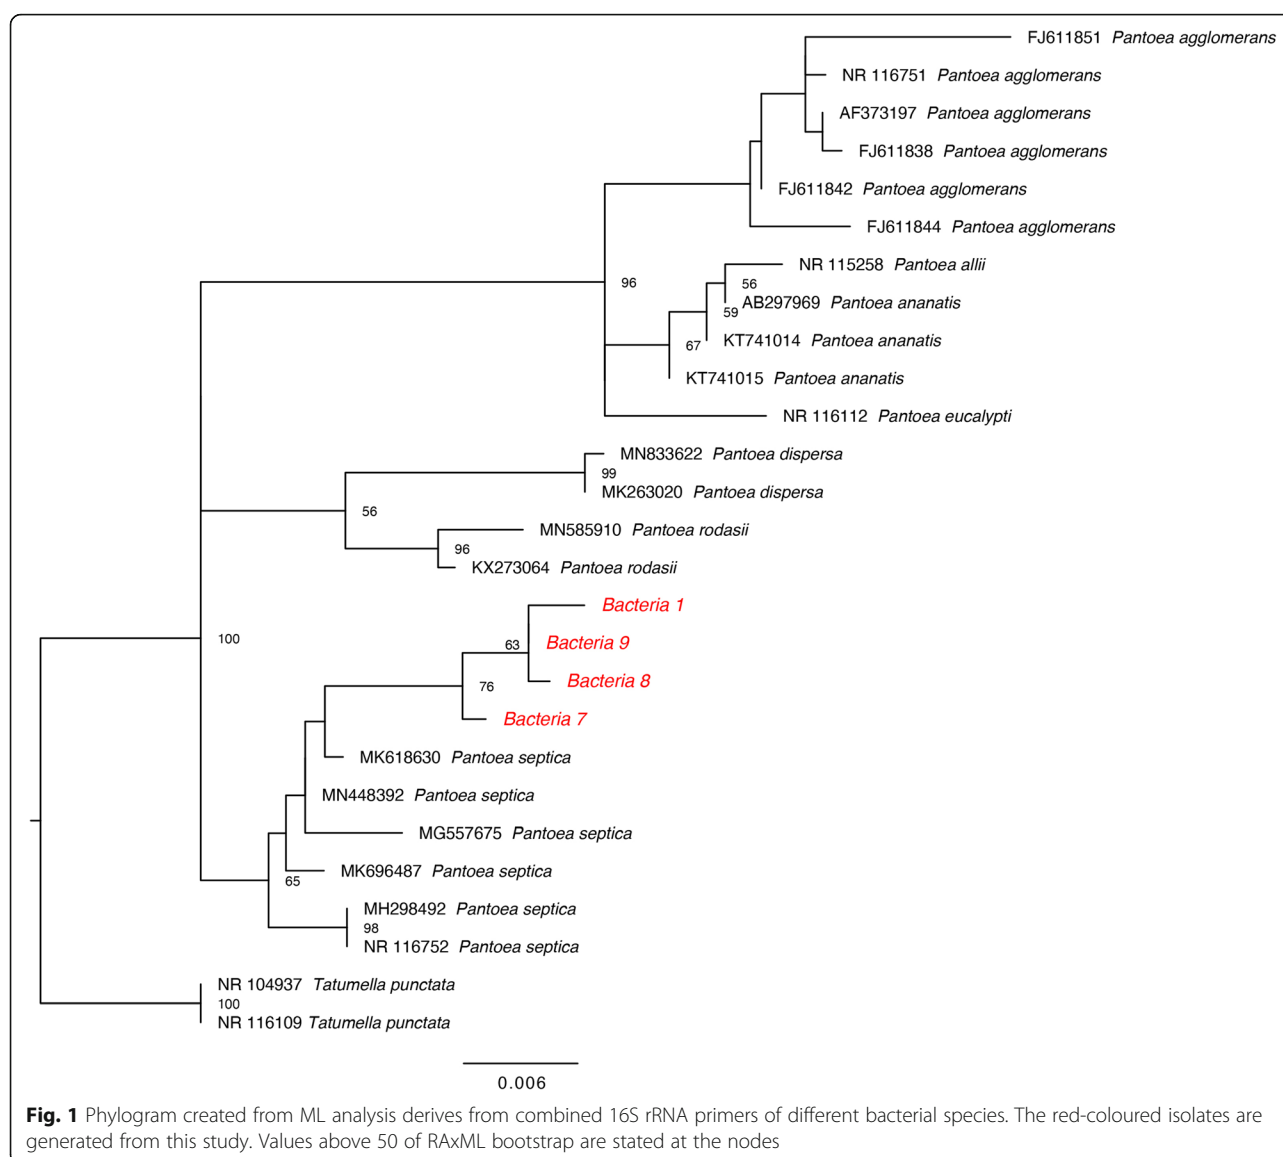 FJ611851 Pantoea agglomerans
NR 116751 Pantoea agglomerans
AF373197 Pantoea agglomerans
FJ611838 Pantoea agglomerans
FJ611842 Pantoea agglomerans
FJ611844 Pantoea agglomerans
NR 115258 Pantoea allii
96
56
AB297969 Pantoea ananatis
59
KT741014 Pantoea ananatis
67
KT741015 Pantoea ananatis
NR 116112 Pantoea eucalypti
MN833622 Pantoea dispersa
99
MK263020 Pantoea dispersa
56
MN585910 Pantoea rodasii
96
KX273064 Pantoea rodasii
Bacteria 1
100
63
Bacteria 9
Bacteria 8
76
Bacteria 7
MK618630 Pantoea septica
MN448392 Pantoea septica
MG557675 Pantoea septica
MK696487 Pantoea septica
65
MH298492 Pantoea septica
98
NR 116752 Pantoea septica
NR 104937 Tatumella punctata
100
NR 116109 Tatumella punctata
0.006
Fig. 1 Phylogram created from ML analysis derives from combined 16S rRNA primers of different bacterial species. The red-coloured isolates are
generated from this study. Values above 50 of RAxML bootstrap are stated at the nodes